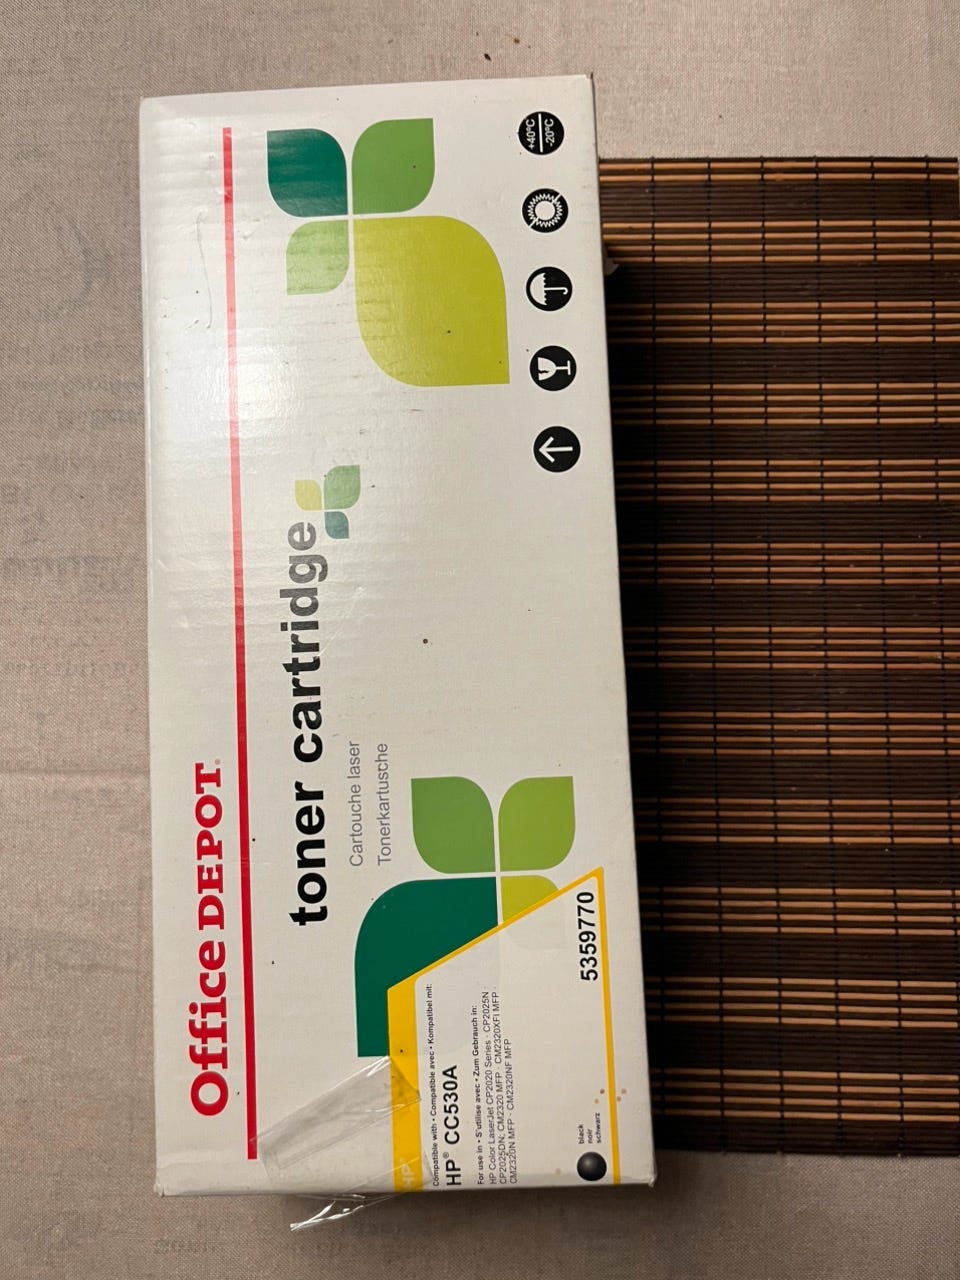 Office DEPOT
toner cartridge
Cartouche laser
Tonerkartusche
Compatible with • Compatible avec • Kompatibel mit:
HP® CC530A
For use in • S'utilise avec • Zum Gebrauch in:
HP Color LaserJet CP2020 Series · CP2025N ·
CP2025DN; CM2320 MFP · CM2320XFI MFP ·
CM2320N MFP · CM2320NF MFP
HP®
5359770
black
noir
schwarz
+40°C
-20°C